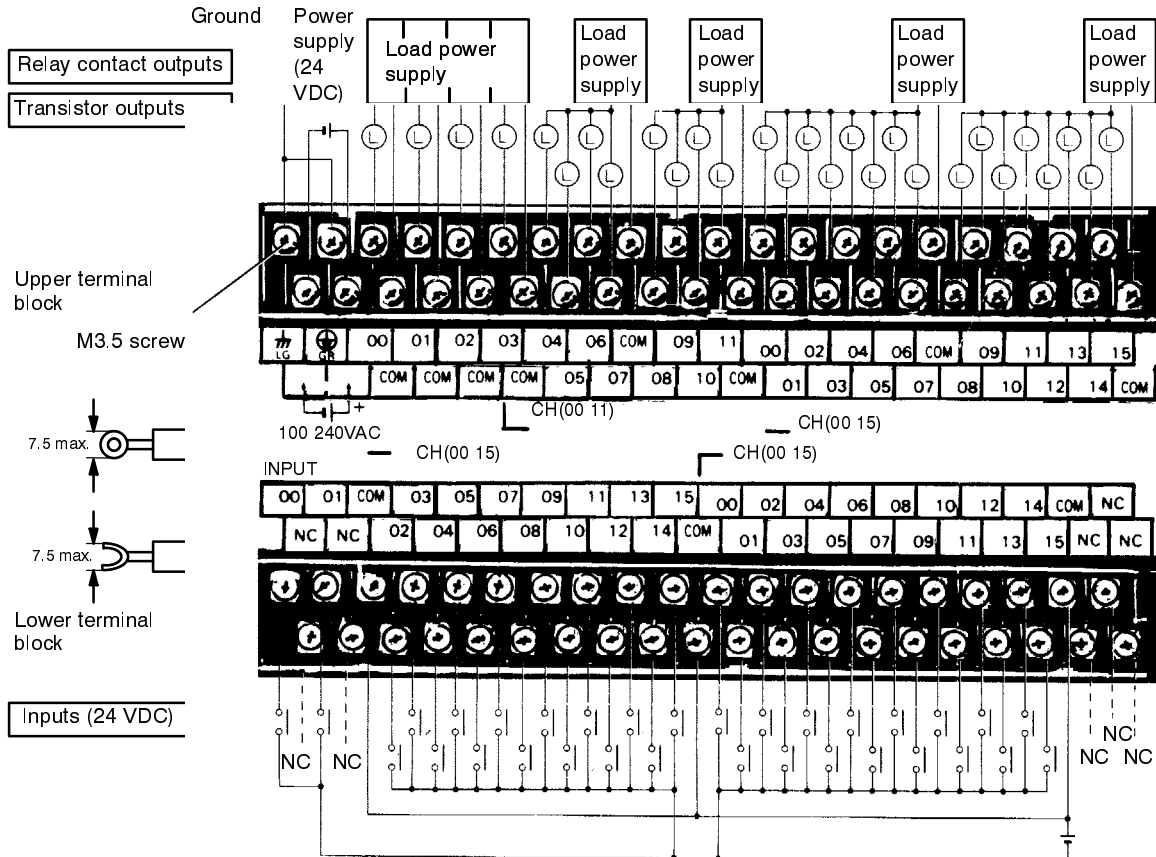 Ground
Power supply (24 VDC)
Load power supply
Load power supply
Load power supply
Load power supply
Load power supply
Relay contact outputs
Transistor outputs
L L L L L L L L L L L L L L L L
L L L L L L L L L L L
Upper terminal block
M3.5 screw
LG GR 00 01 02 03 04 06 COM 09 11 00 02 04 06 COM 09 11 13 15
COM COM COM COM 05 07 08 10 COM 01 03 05 07 08 10 12 14 COM
+
100 240VAC
CH(00 11)
CH(00 15)
7.5 max.
CH(00 15)
CH(00 15)
INPUT
00 01 COM 03 05 07 09 11 13 15 00 02 04 06 08 10 12 14 COM NC
NC NC 02 04 06 08 10 12 14 COM 01 03 05 07 09 11 13 15 NC NC
7.5 max.
Lower terminal block
Inputs (24 VDC)
NC NC NC
NC NC